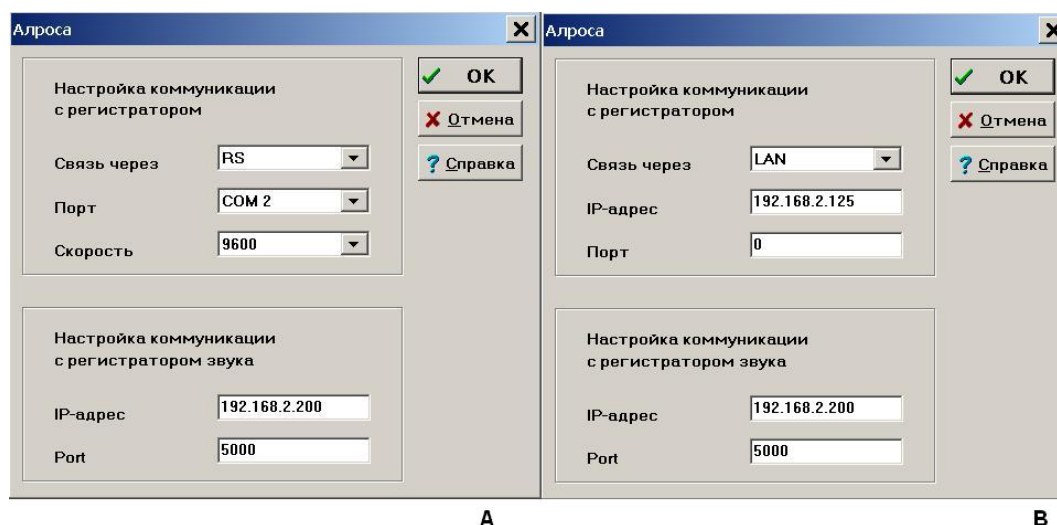 Алроса
Настройка коммуникации
с регистратором
Связь через
RS
Порт
COM 2
Скорость
9600
OK
Отмена
Справка
Настройка коммуникации
с регистратором звука
IP-адрес
192.168.2.200
Port
5000
A
Алроса
Настройка коммуникации
с регистратором
Связь через
LAN
IP-адрес
192.168.2.125
Порт
0
OK
Отмена
Справка
Настройка коммуникации
с регистратором звука
IP-адрес
192.168.2.200
Port
5000
B